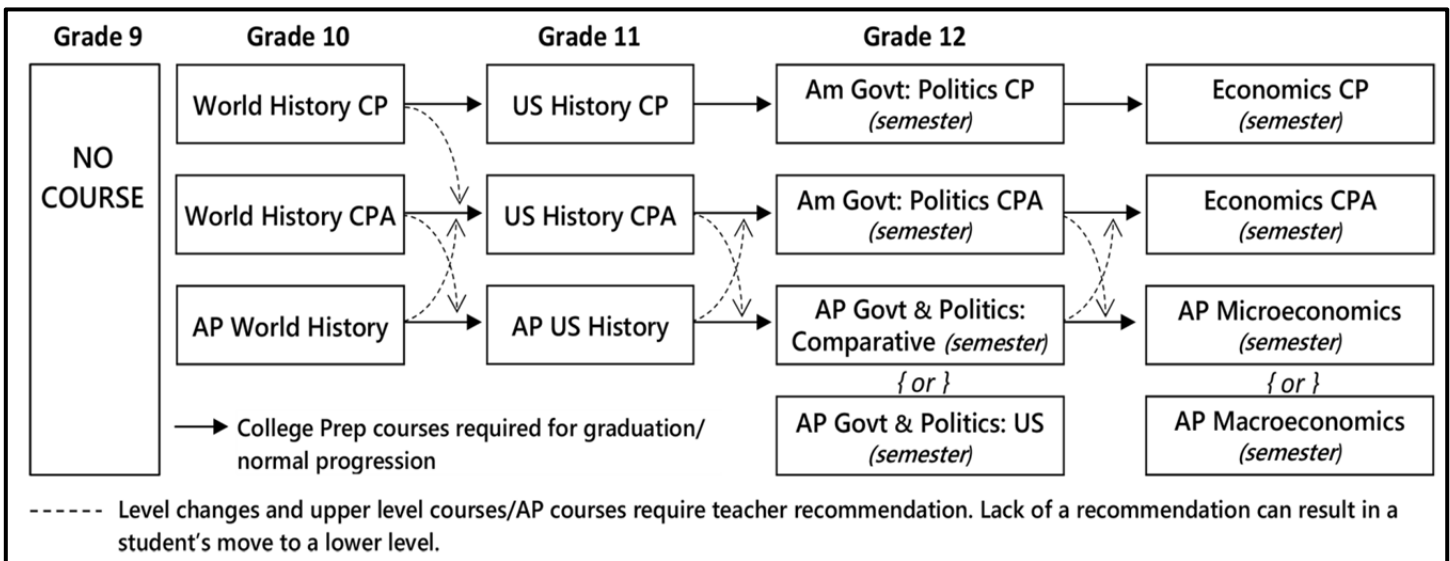 Grade 9
Grade 10
Grade 11
Grade 12
NO
COURSE
World History CP
US History CP
Am Govt: Politics CP
(semester)
Economics CP
(semester)
World History CPA
US History CPA
Am Govt: Politics CPA
(semester)
Economics CPA
(semester)
AP World History
AP US History
AP Govt & Politics:
Comparative (semester)
AP Microeconomics
(semester)
{ or }
{ or }
AP Govt & Politics: US
(semester)
AP Macroeconomics
(semester)
College Prep courses required for graduation/
normal progression
Level changes and upper level courses/AP courses require teacher recommendation. Lack of a recommendation can result in a
student's move to a lower level.